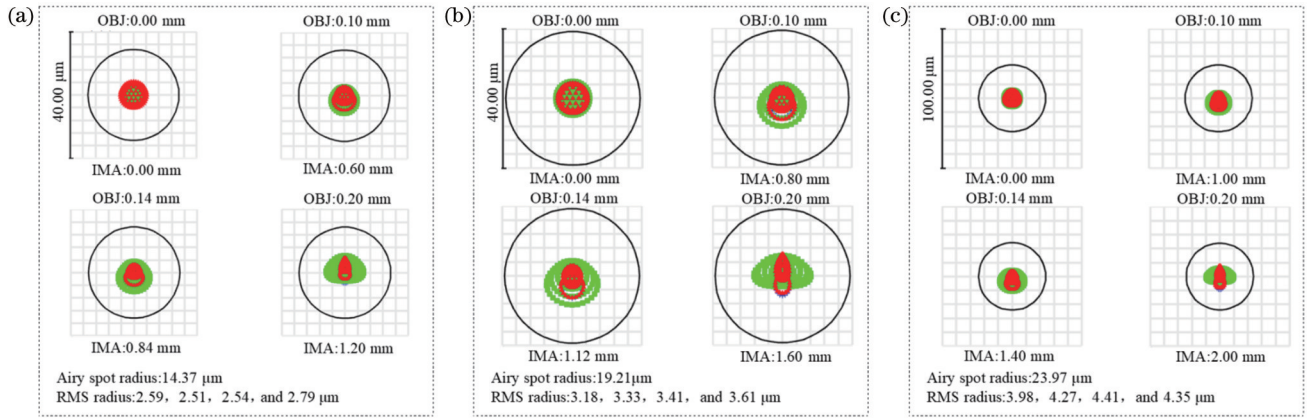 (a)
OBJ:0.00 mm
OBJ:0.10 mm
40.00 μm
IMA:0.00 mm
IMA:0.60 mm
OBJ:0.14 mm
OBJ:0.20 mm
IMA:0.84 mm
IMA:1.20 mm
Airy spot radius:14.37 μm
RMS radius:2.59, 2.51, 2.54, and 2.79 μm
(b)
OBJ:0.00 mm
OBJ:0.10 mm
40.00 μm
IMA:0.00 mm
IMA:0.80 mm
OBJ:0.14 mm
OBJ:0.20 mm
IMA:1.12 mm
IMA:1.60 mm
Airy spot radius:19.21μm
RMS radius:3.18, 3.33, 3.41, and 3.61 μm
(c)
OBJ:0.00 mm
OBJ:0.10 mm
100.00 μm
IMA:0.00 mm
IMA:1.00 mm
OBJ:0.14 mm
OBJ:0.20 mm
IMA:1.40 mm
IMA:2.00 mm
Airy spot radius:23.97 μm
RMS radius:3.98, 4.27, 4.41, and 4.35 μm